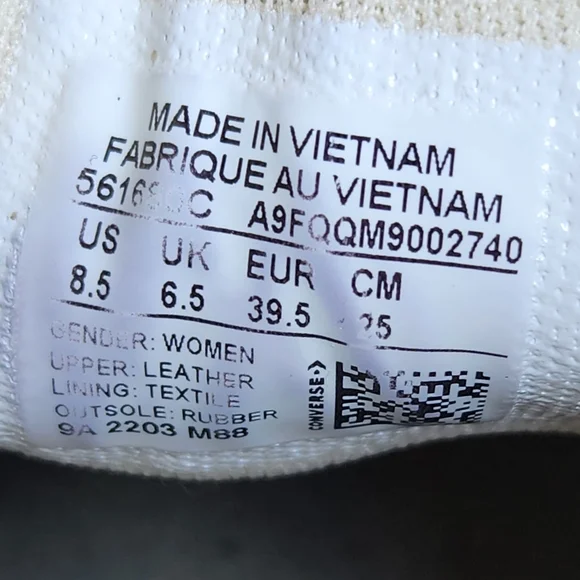 MADE IN VIETNAM
FABRIQUE AU VIETNAM
A9FQQM9002740
US UK EUR CM
8.5 6.5 39.5 25
GENDER: WOMEN
UPPER: LEATHER
LINING: TEXTILE
OUTSOLE: RUBBER
9A 2203 M88
CONVERSE